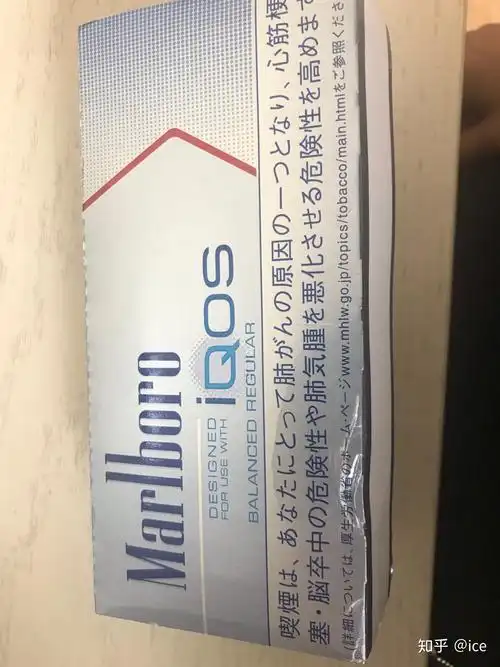 Marlboro
DESIGNED
FOR USE WITH
iQOS
BALANCED REGULAR
喫煙は、あなたにとって肺がんの原因の一つとなり、心筋梗
塞・脳卒中の危険性や肺気腫を悪化させる危険性を高めます
(詳細については、厚生労働省のホーム・ページwww.mhlw.go.jp/topics/tobacco/main.htmlをご参照くださ
知乎 @ice